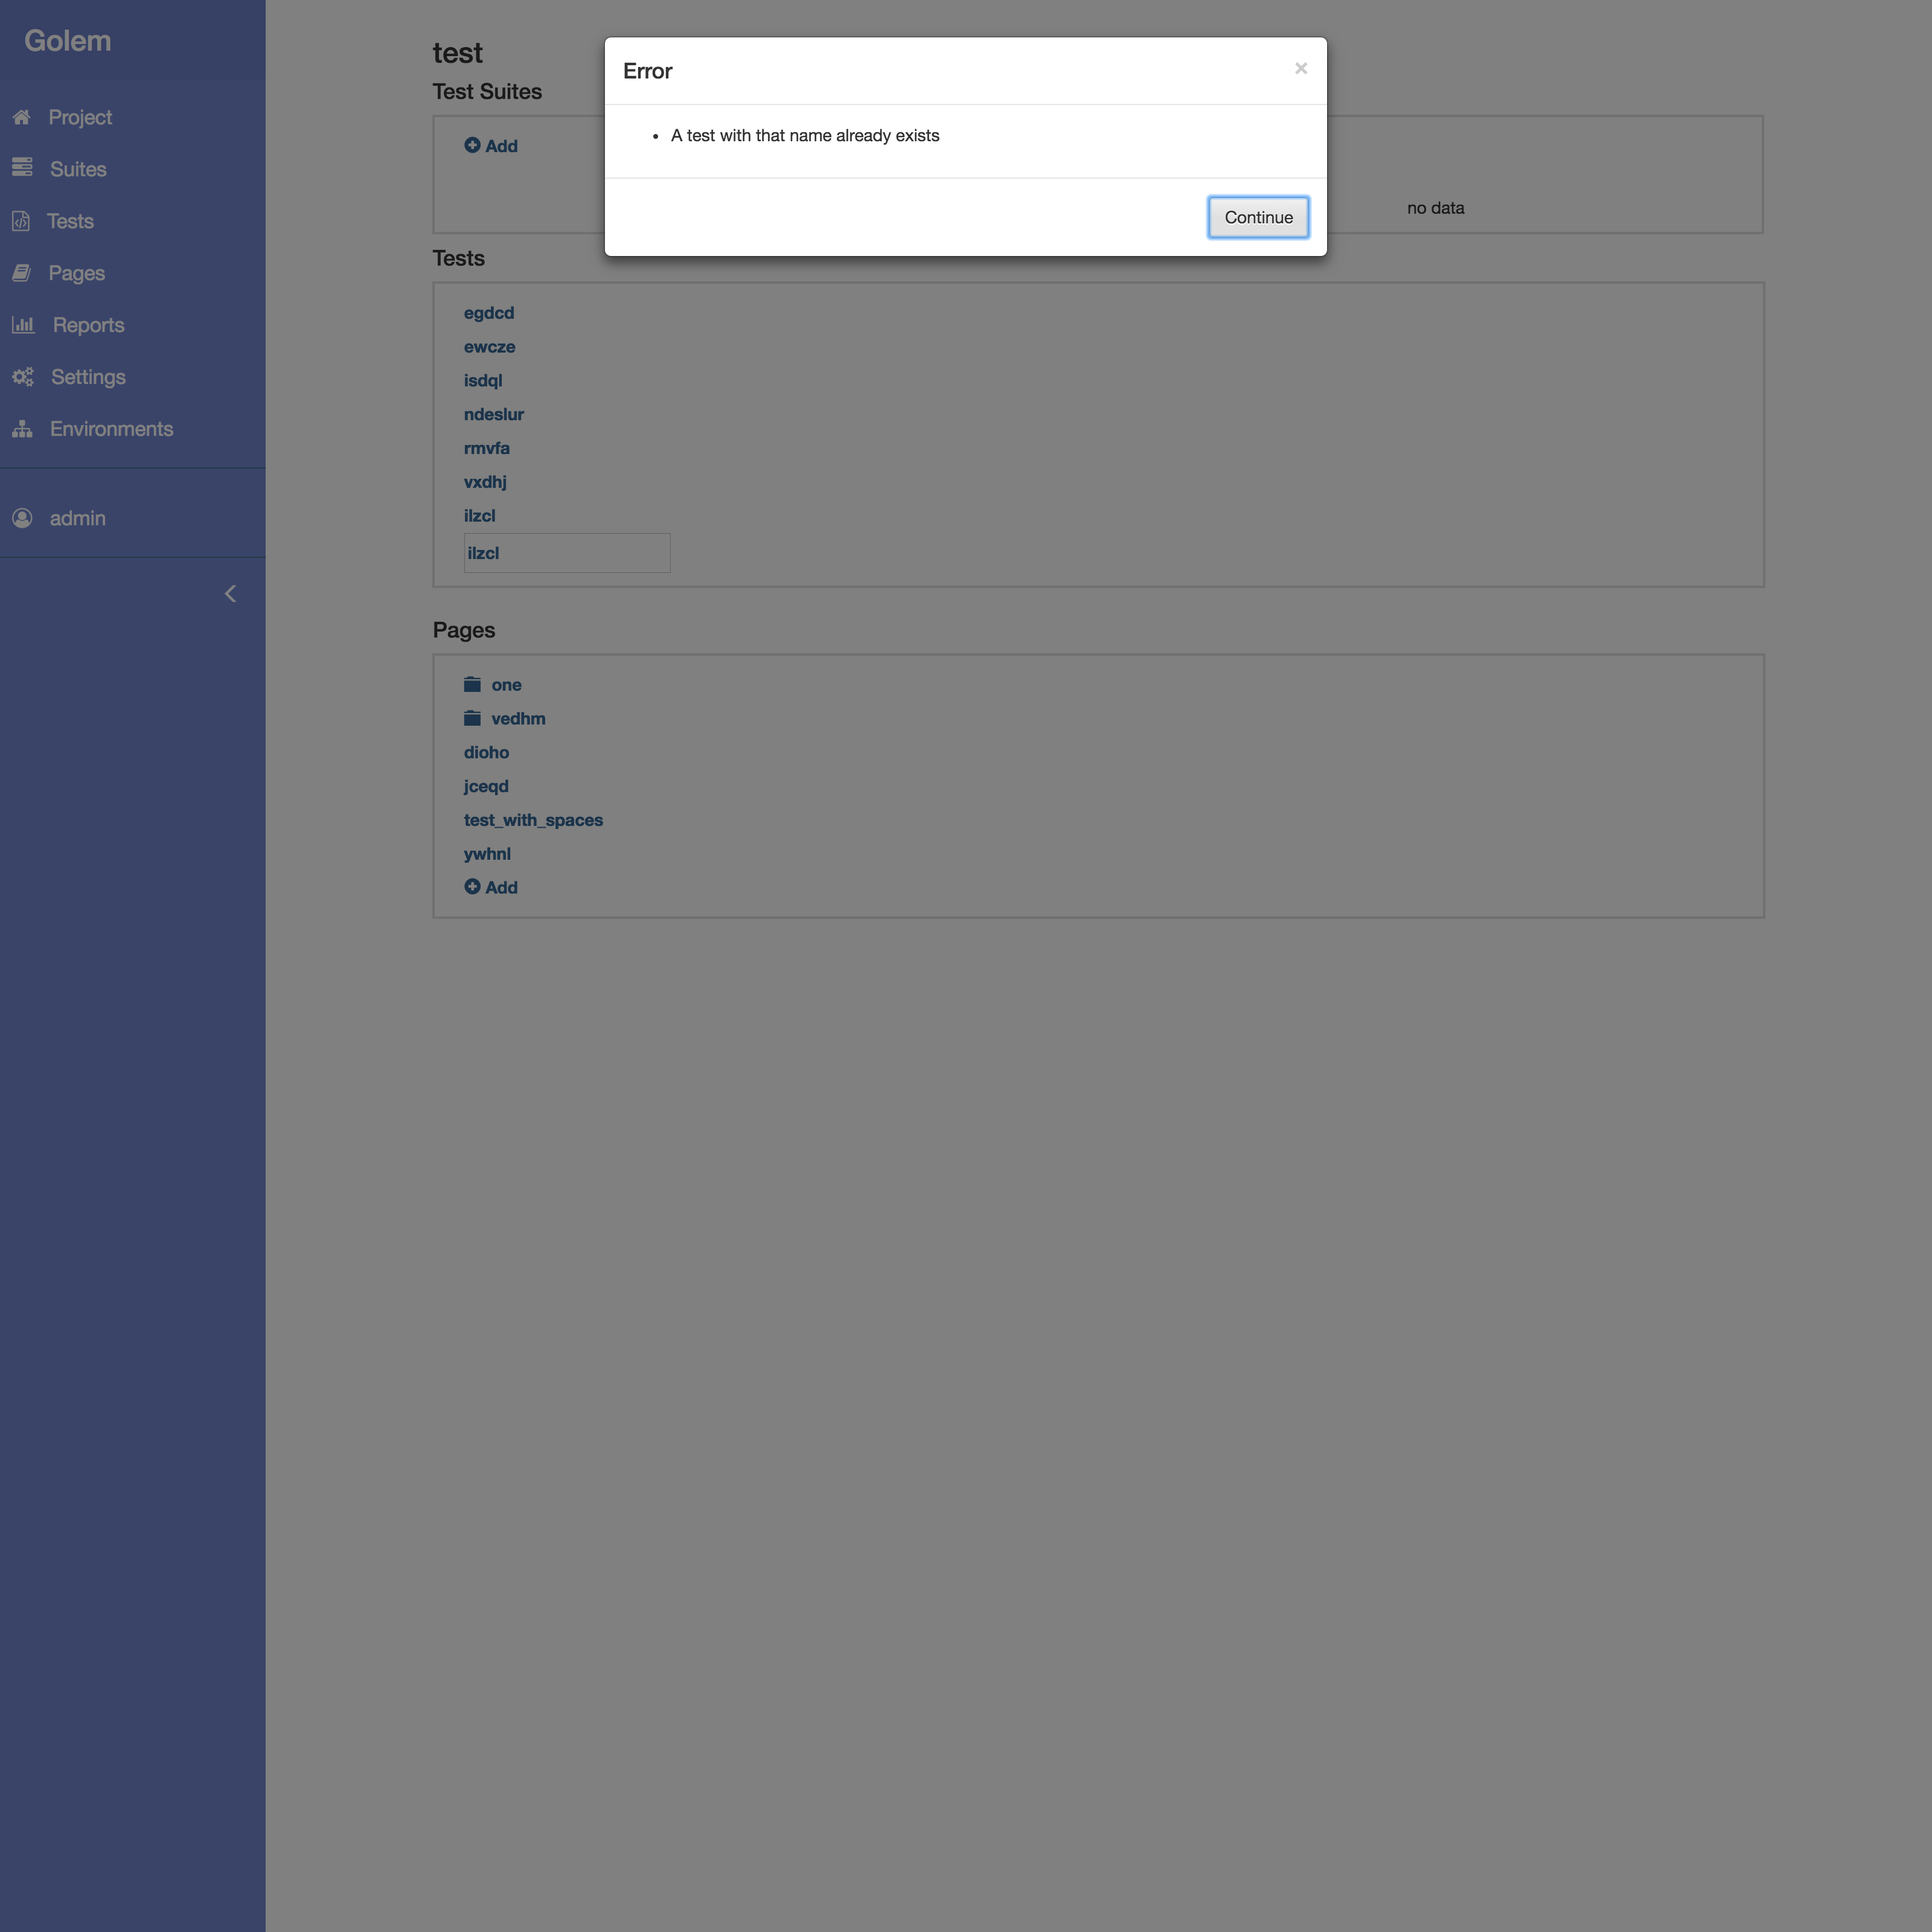 Golem
Project
Suites
Tests
Pages
Reports
Settings
Environments
admin
test
Test Suites
Add
no data
Error
×
A test with that name already exists
Continue
Tests
egdcd
ewcze
isdql
ndeslur
rmvfa
vxdhj
ilzcl
ilzcl
Pages
one
vedhm
dioho
jceqd
test_with_spaces
ywhnl
Add